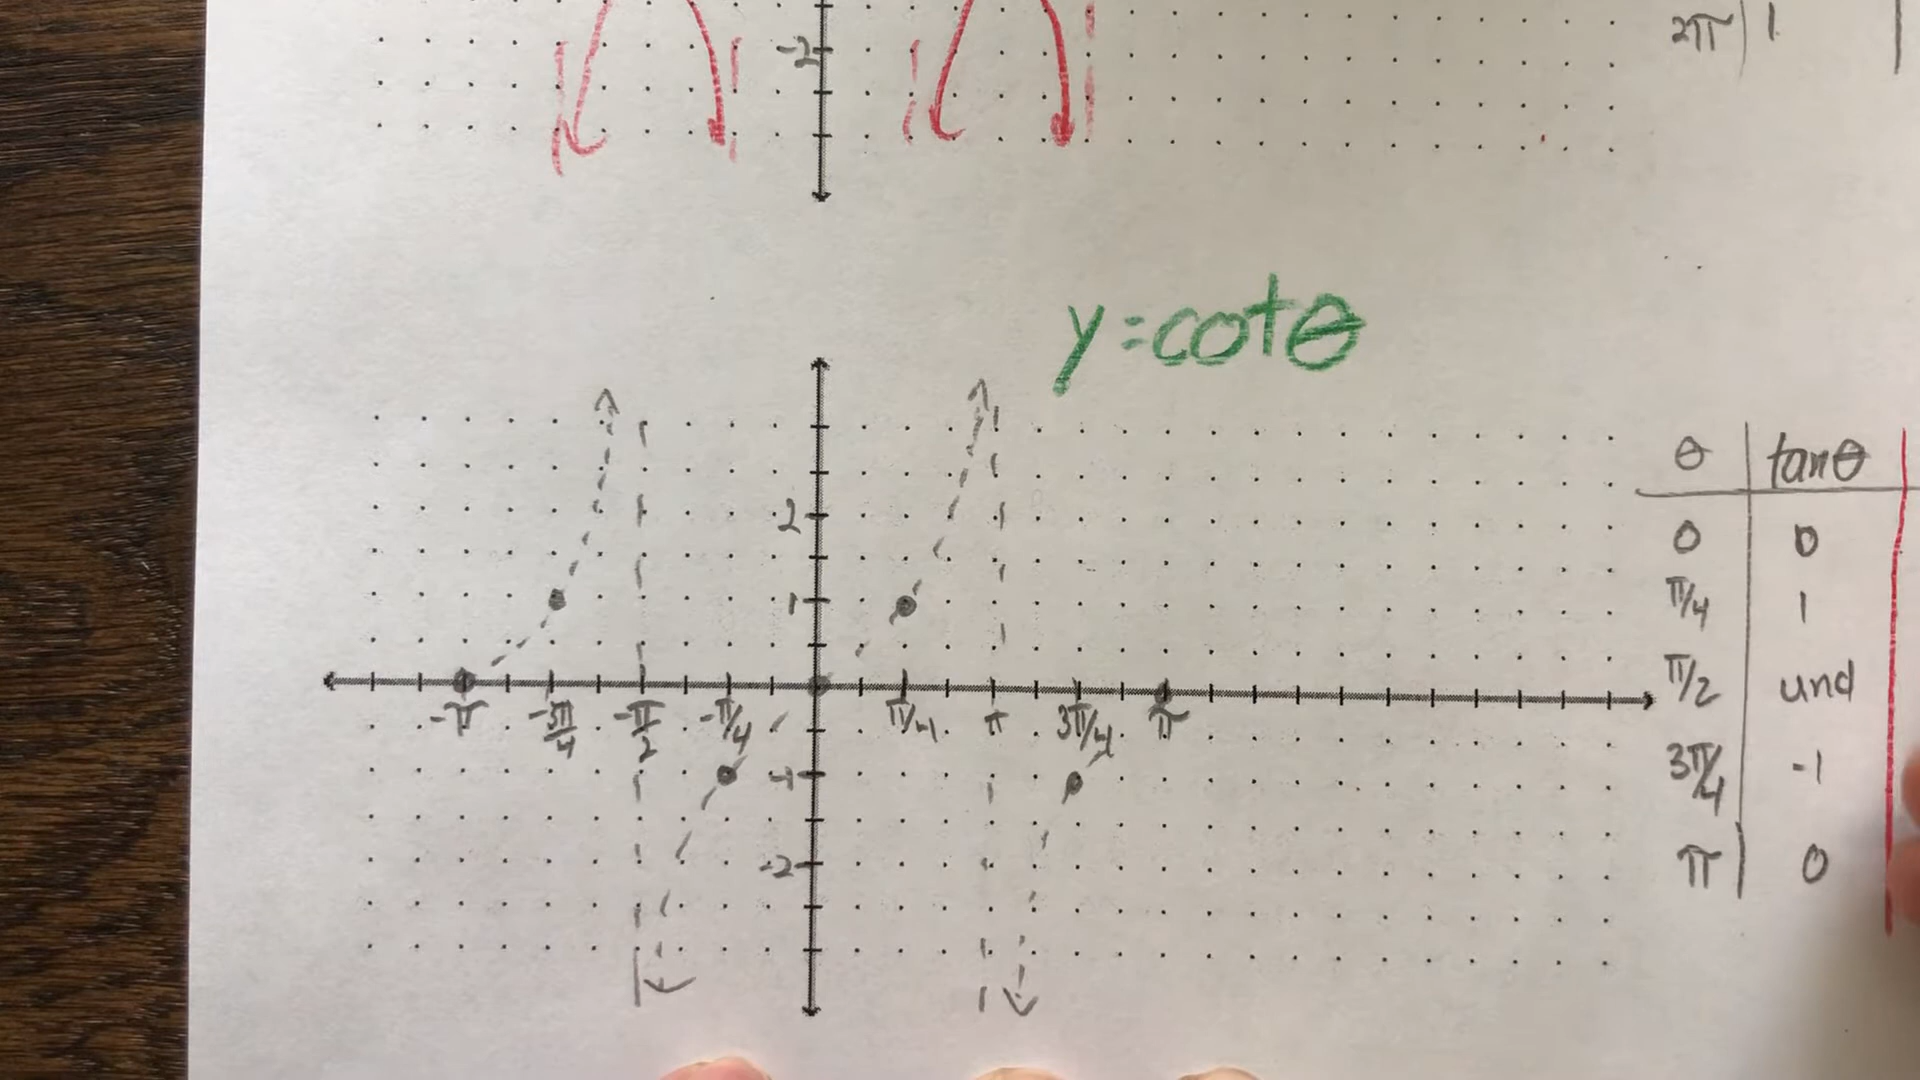 2π 1
-2
y=cotθ
θ tanθ
2
0 0
1
π/4 1
-π -3π/4 -π/2 -π/4 π/4 π 3π/4 π
π/2 und
-1
3π/4 -1
-2
π 0